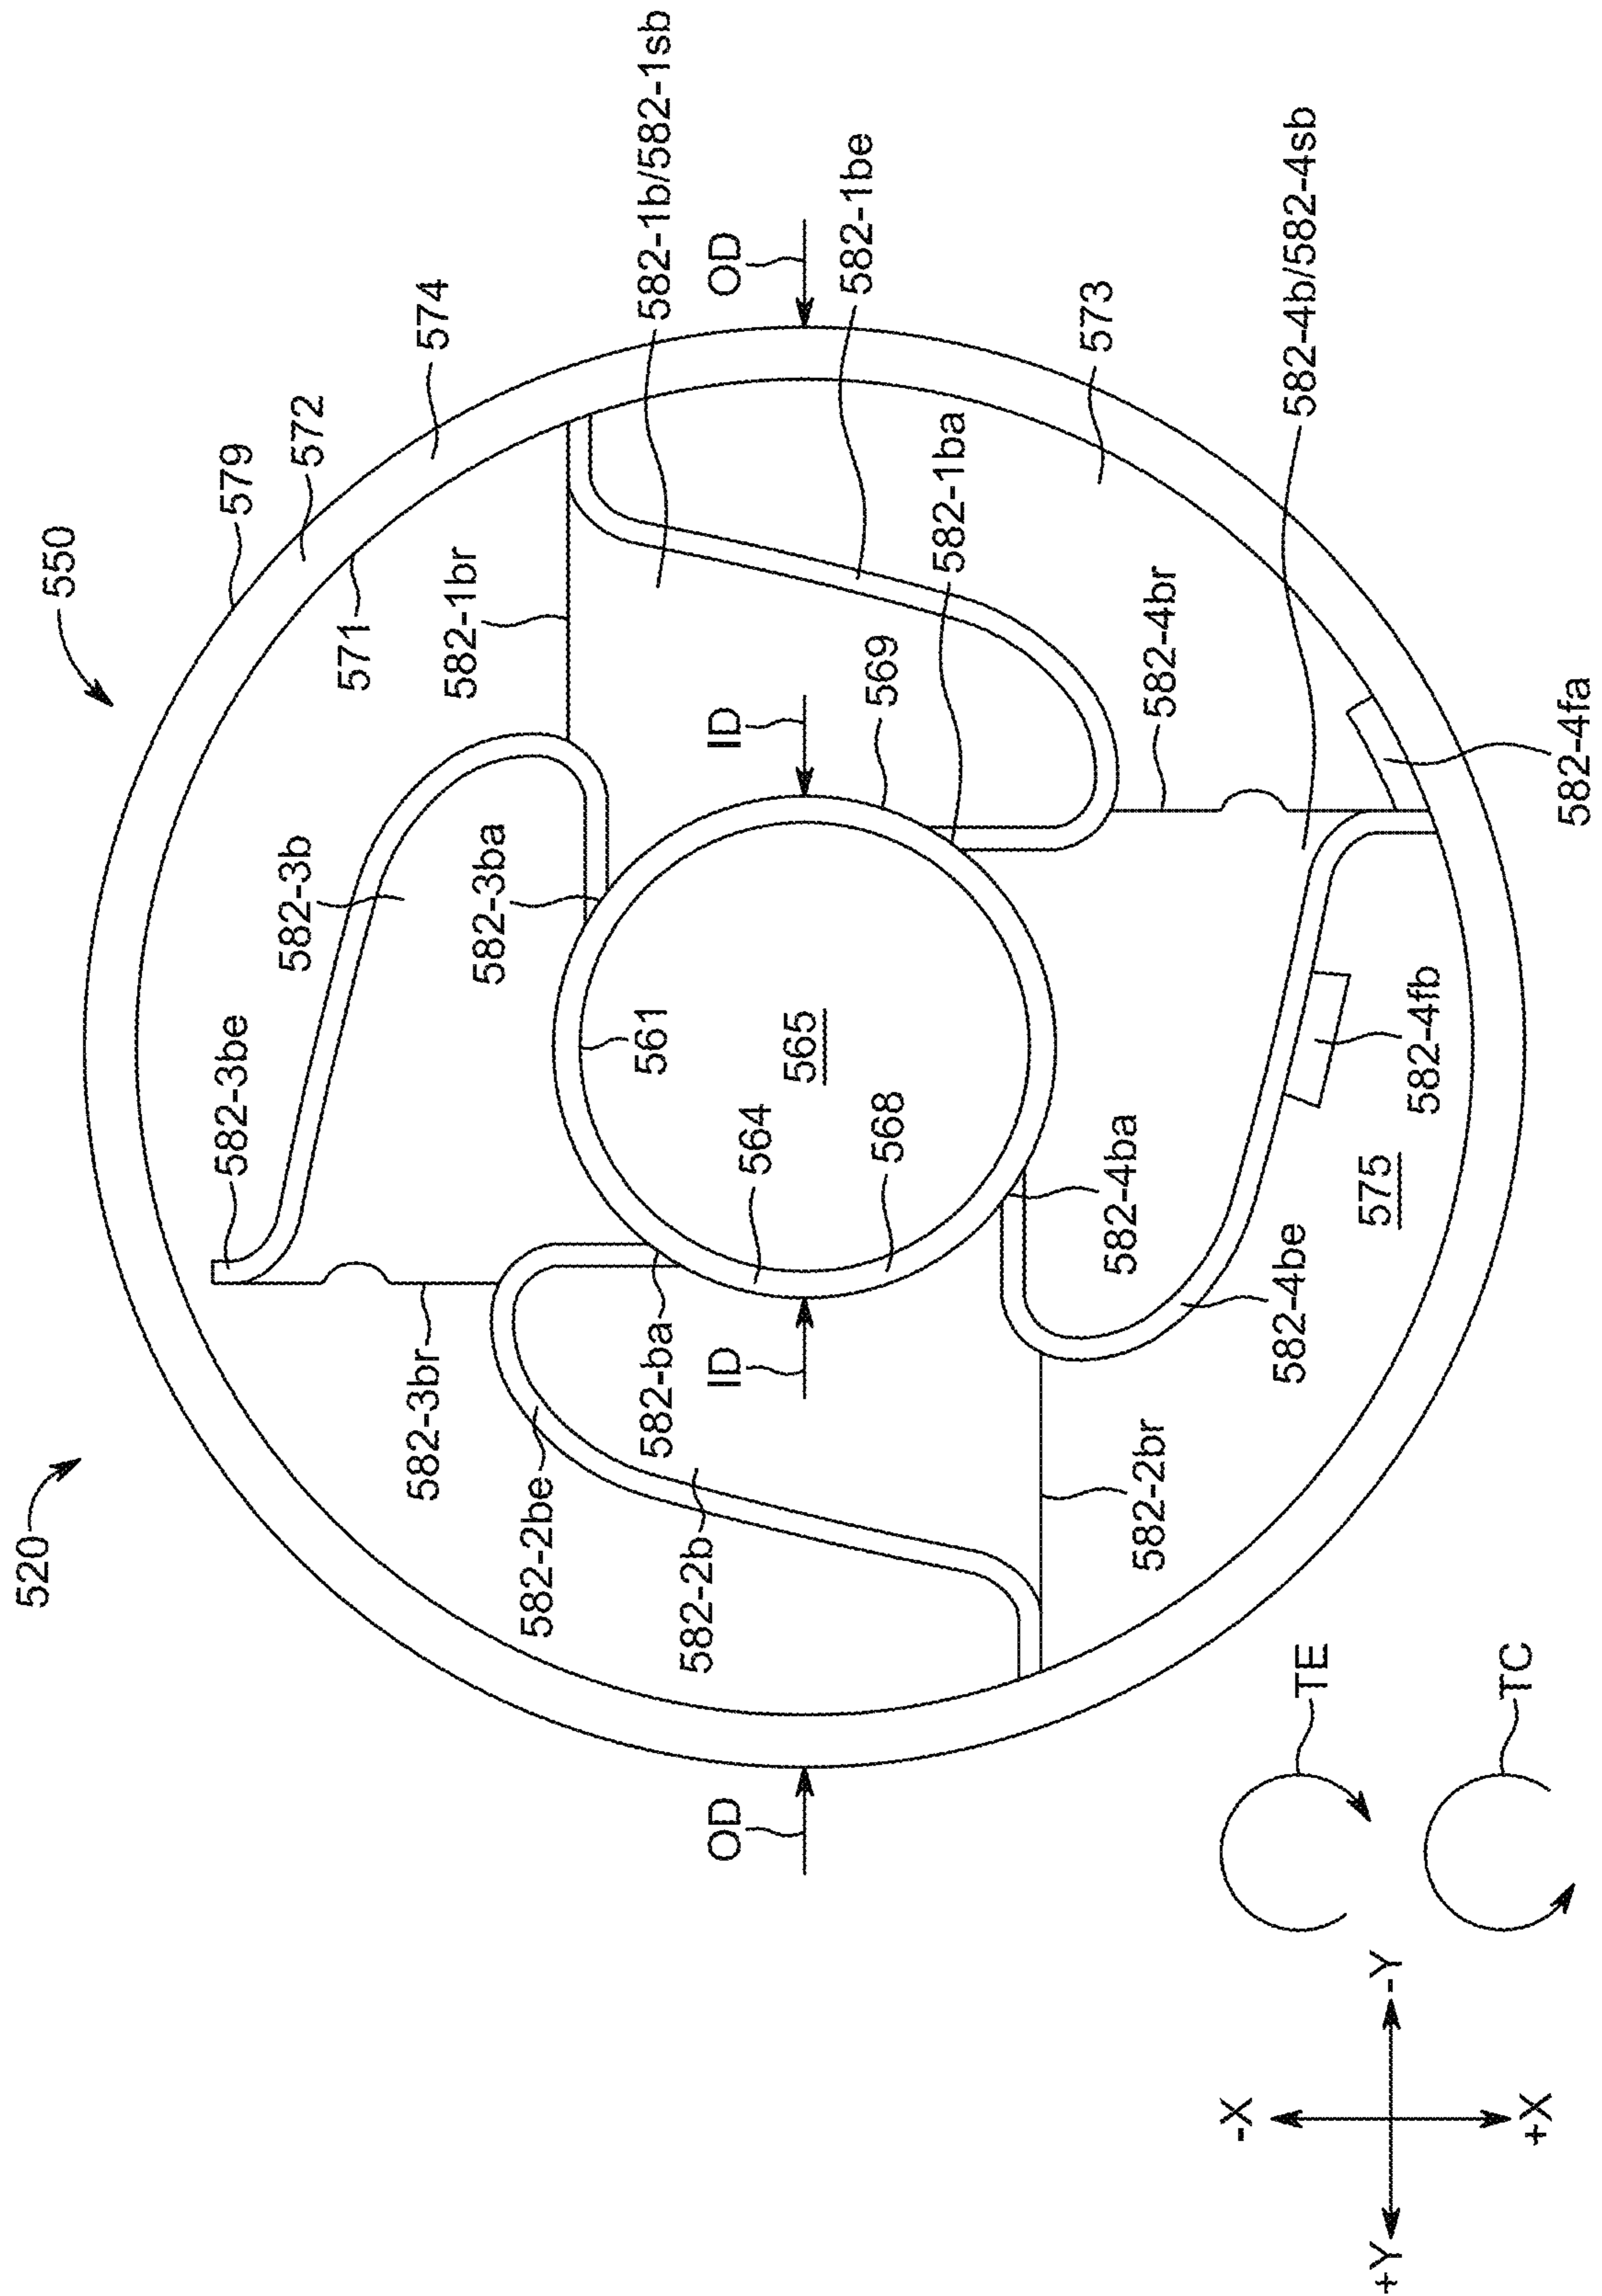 520
550
579
572
574
571
582-1br
582-1b/582-1sb
OD
582-1be
573
582-1ba
569
ID
582-4br
582-4b/582-4sb
582-4fa
582-3b
582-3ba
582-3be
561
565
564
568
582-3br
582-2be
582-ba
582-2b
ID
582-4ba
582-4be
582-4fb
575
582-2br
OD
TE
TC
-X
+X
-Y
+Y